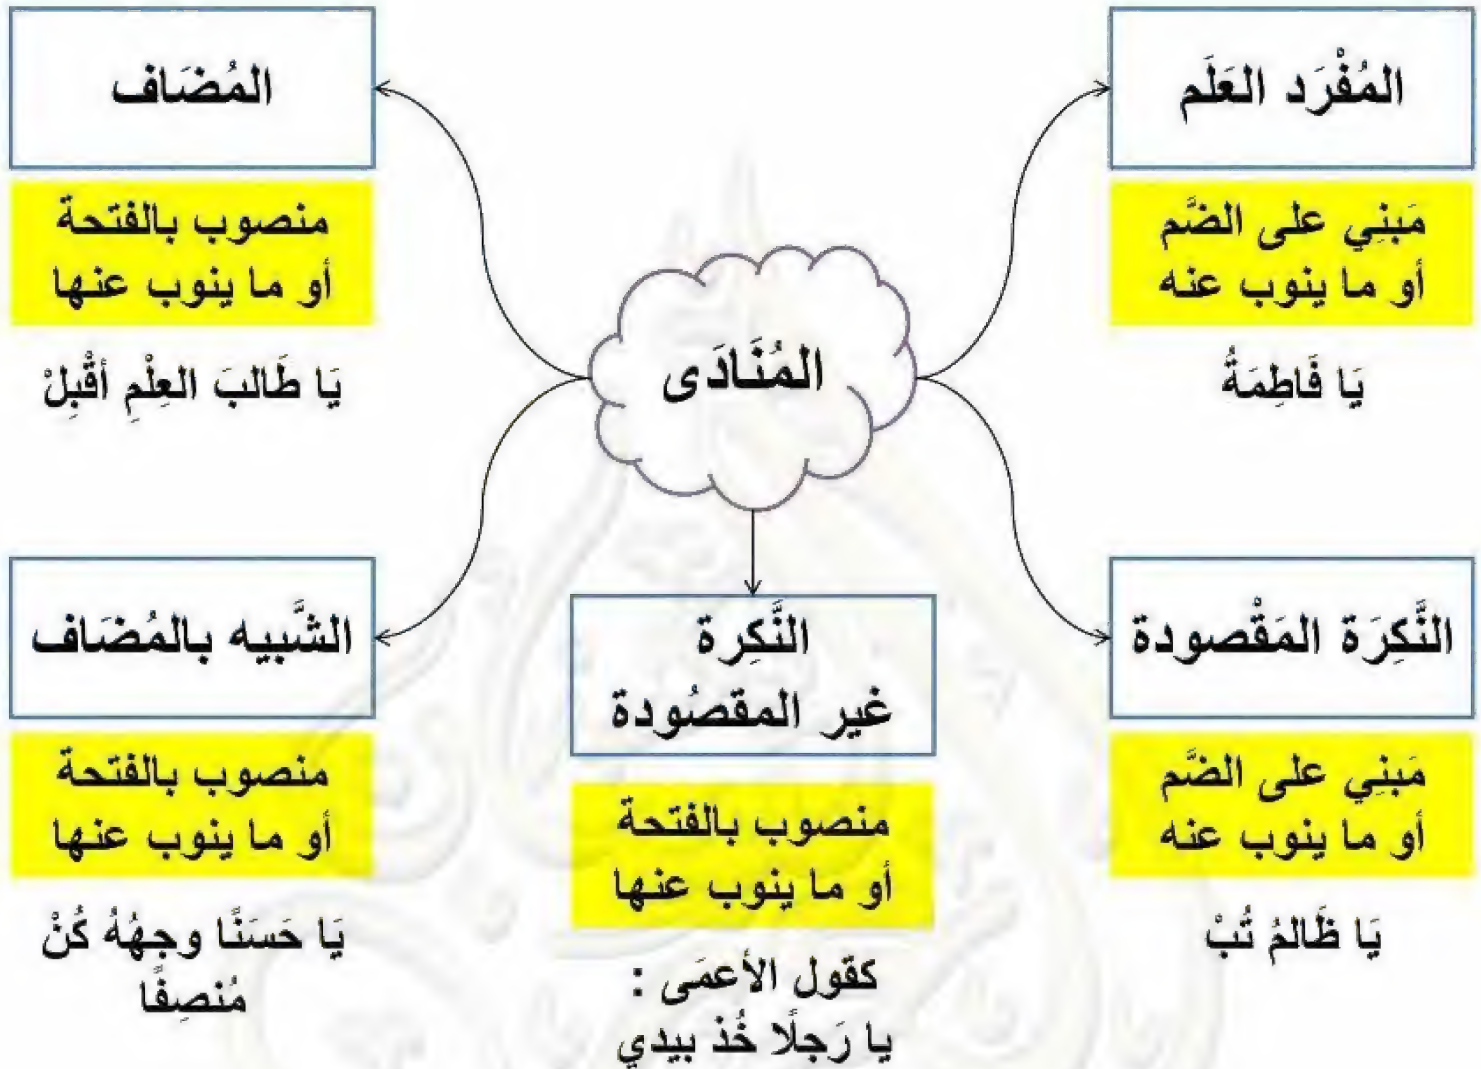 المُنَادَى
المُفْرَد العَلَم
مَبنِي على الضَّم
أو ما ينوب عنه
يَا فَاطِمَةُ
النَّكِرَة المَقْصودة
مَبنِي على الضَّم
أو ما ينوب عنه
يَا ظَالمُ تُبْ
النَّكِرة
غير المقصُودة
منصوب بالفتحة
أو ما ينوب عنها
كقول الأعمَى :
يا رَجلًا خُذ بيدي
المُضَاف
منصوب بالفتحة
أو ما ينوب عنها
يَا طَالبَ العِلْمِ أقْبِلْ
الشَّبيه بالمُضَاف
منصوب بالفتحة
أو ما ينوب عنها
يَا حَسَنًا وجهُهُ كُنْ
مُنصِفًا